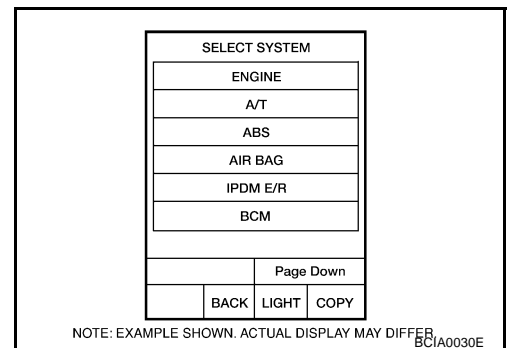 SELECT SYSTEM
ENGINE
A/T
ABS
AIR BAG
IPDM E/R
BCM
Page Down
BACK LIGHT COPY
NOTE: EXAMPLE SHOWN. ACTUAL DISPLAY MAY DIFFER.
BCIA0030E